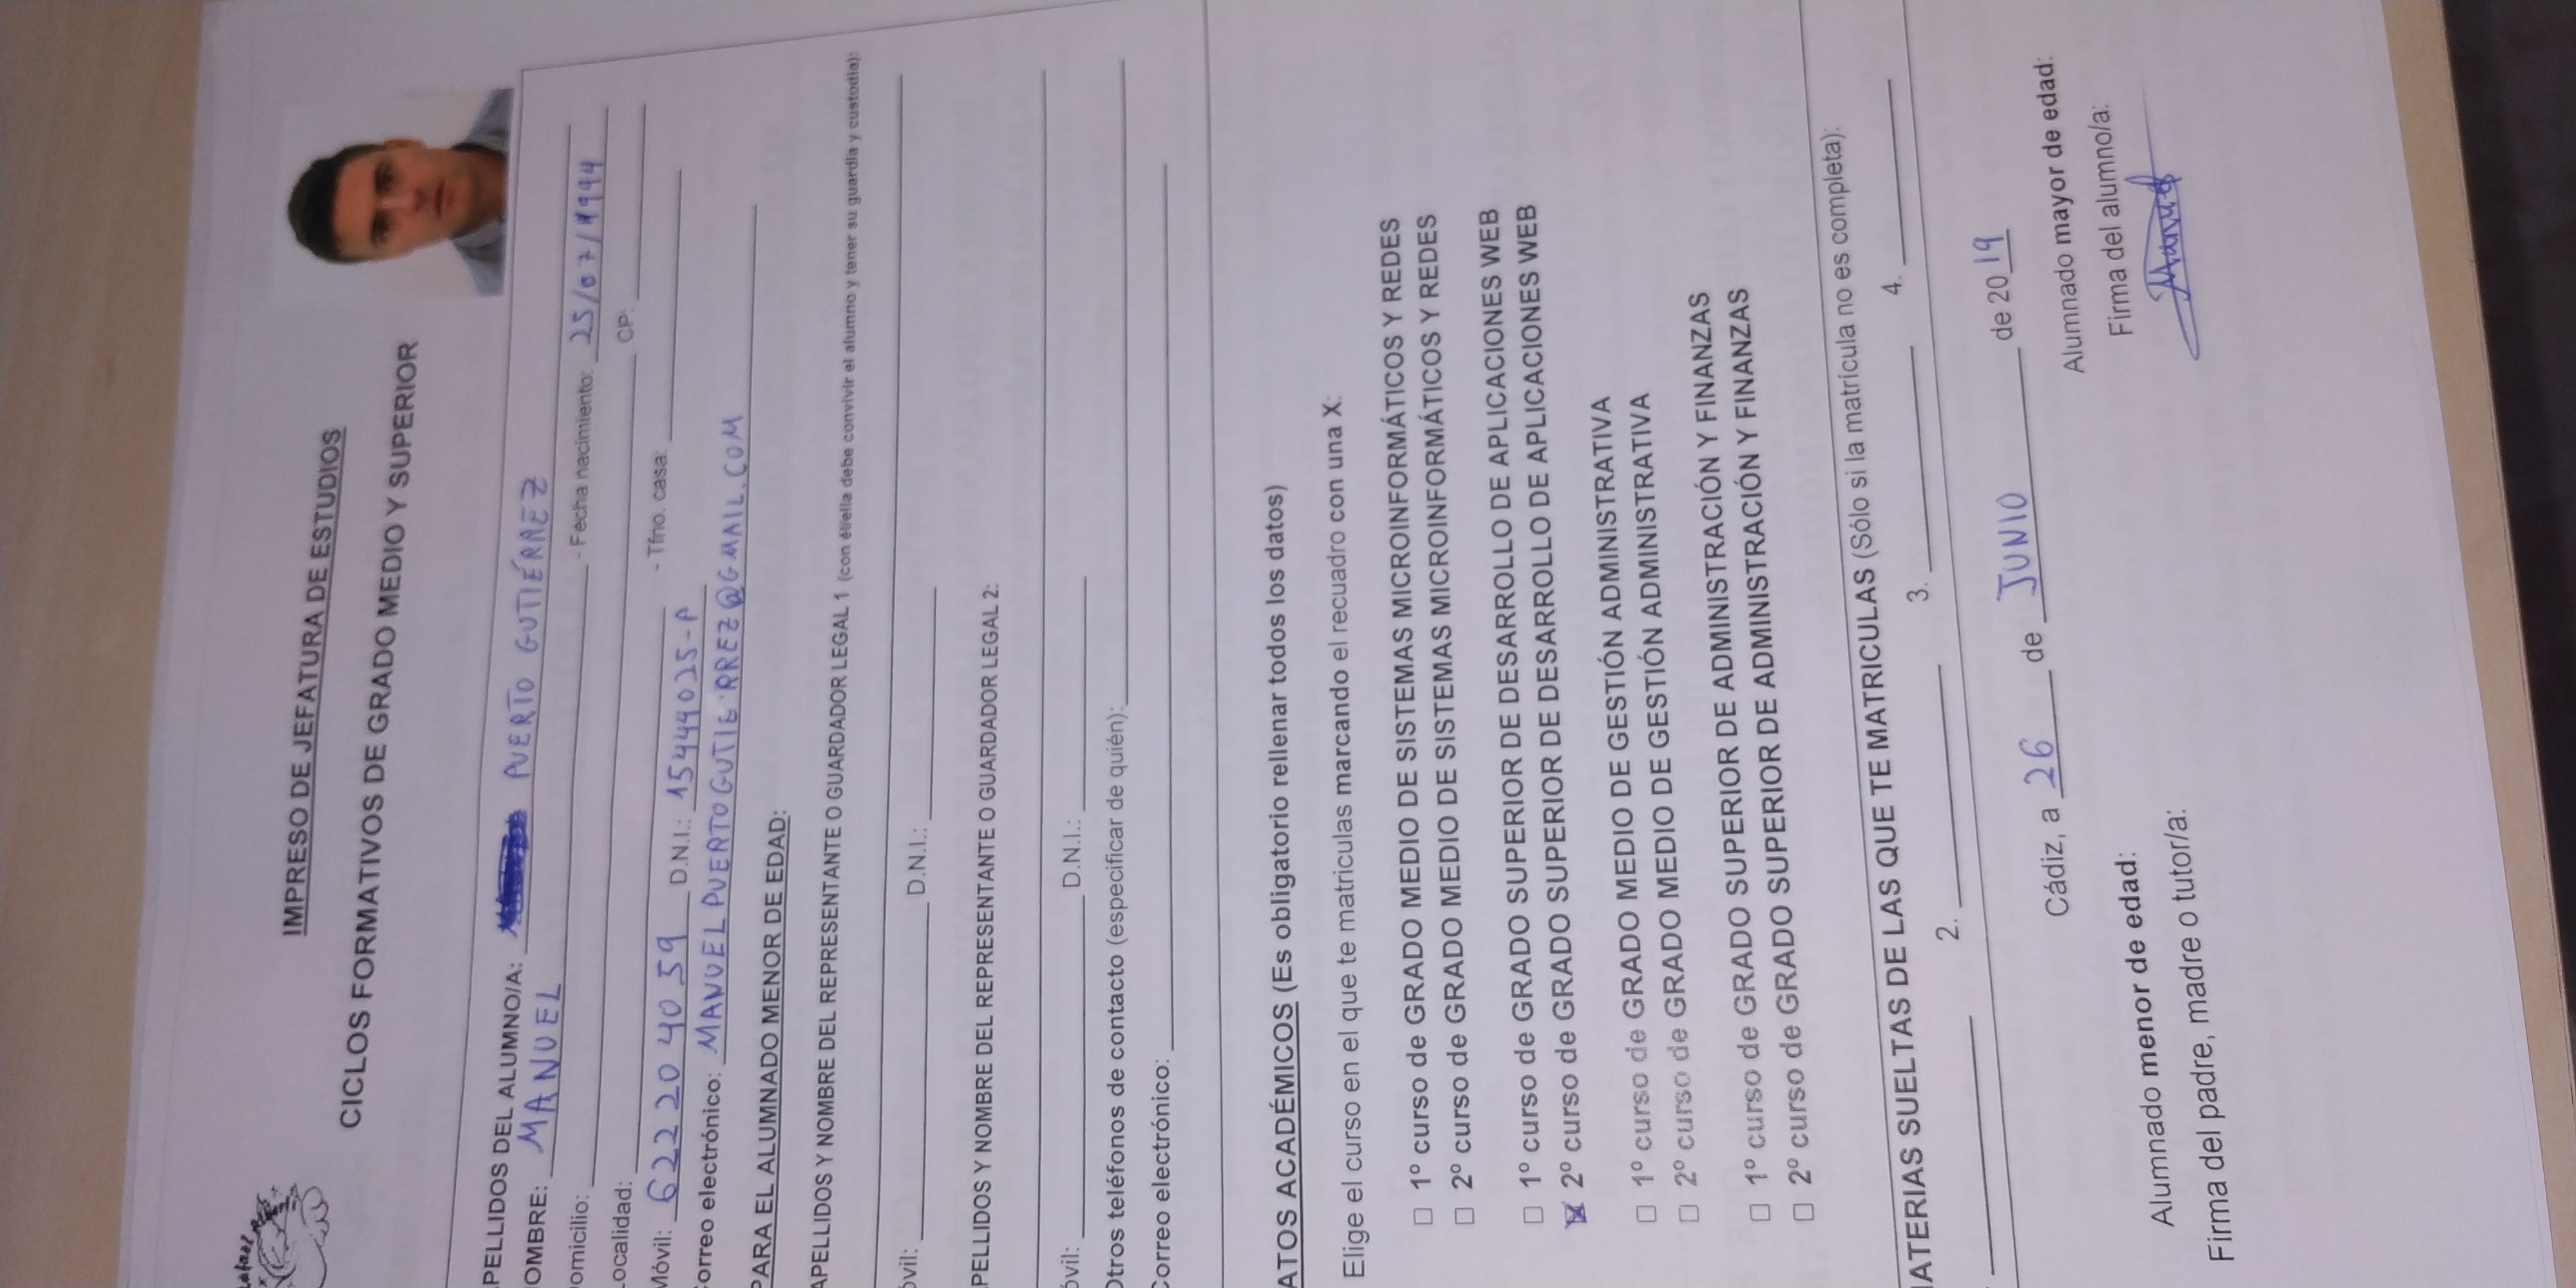 Rafael Alberti
IMPRESO DE JEFATURA DE ESTUDIOS
CICLOS FORMATIVOS DE GRADO MEDIO Y SUPERIOR
PELLIDOS DEL ALUMNO/A: PUERTO GUTIÉRREZ
OMBRE: MANUEL
omicilio: - Fecha nacimiento: 25/07/1994
Localidad: CP:
Móvil: 622 20 40 59 D.N.I.: 15444025-P - Tfno. casa:
Correo electrónico: MANUELPUERTOGUTIERREZ@GMAIL.COM
PARA EL ALUMNADO MENOR DE EDAD:
APELLIDOS Y NOMBRE DEL REPRESENTANTE O GUARDADOR LEGAL 1 (con él/ella debe convivir el alumno y tener su guardia y custodia):
óvil: D.N.I.:
PELLIDOS Y NOMBRE DEL REPRESENTANTE O GUARDADOR LEGAL 2:
óvil: D.N.I.:
Otros teléfonos de contacto (especificar de quién):
Correo electrónico:
ATOS ACADÉMICOS (Es obligatorio rellenar todos los datos)
Elige el curso en el que te matriculas marcando el recuadro con una X:
1º curso de GRADO MEDIO DE SISTEMAS MICROINFORMÁTICOS Y REDES
2º curso de GRADO MEDIO DE SISTEMAS MICROINFORMÁTICOS Y REDES
1º curso de GRADO SUPERIOR DE DESARROLLO DE APLICACIONES WEB
X 2º curso de GRADO SUPERIOR DE DESARROLLO DE APLICACIONES WEB
1º curso de GRADO MEDIO DE GESTIÓN ADMINISTRATIVA
2º curso de GRADO MEDIO DE GESTIÓN ADMINISTRATIVA
1º curso de GRADO SUPERIOR DE ADMINISTRACIÓN Y FINANZAS
2º curso de GRADO SUPERIOR DE ADMINISTRACIÓN Y FINANZAS
MATERIAS SUELTAS DE LAS QUE TE MATRICULAS (Sólo si la matrícula no es completa):
2. 3. 4.
Cádiz, a 26 de JUNIO de 2019
Alumnado mayor de edad:
Firma del alumno/a:
Manuel
Alumnado menor de edad:
Firma del padre, madre o tutor/a: